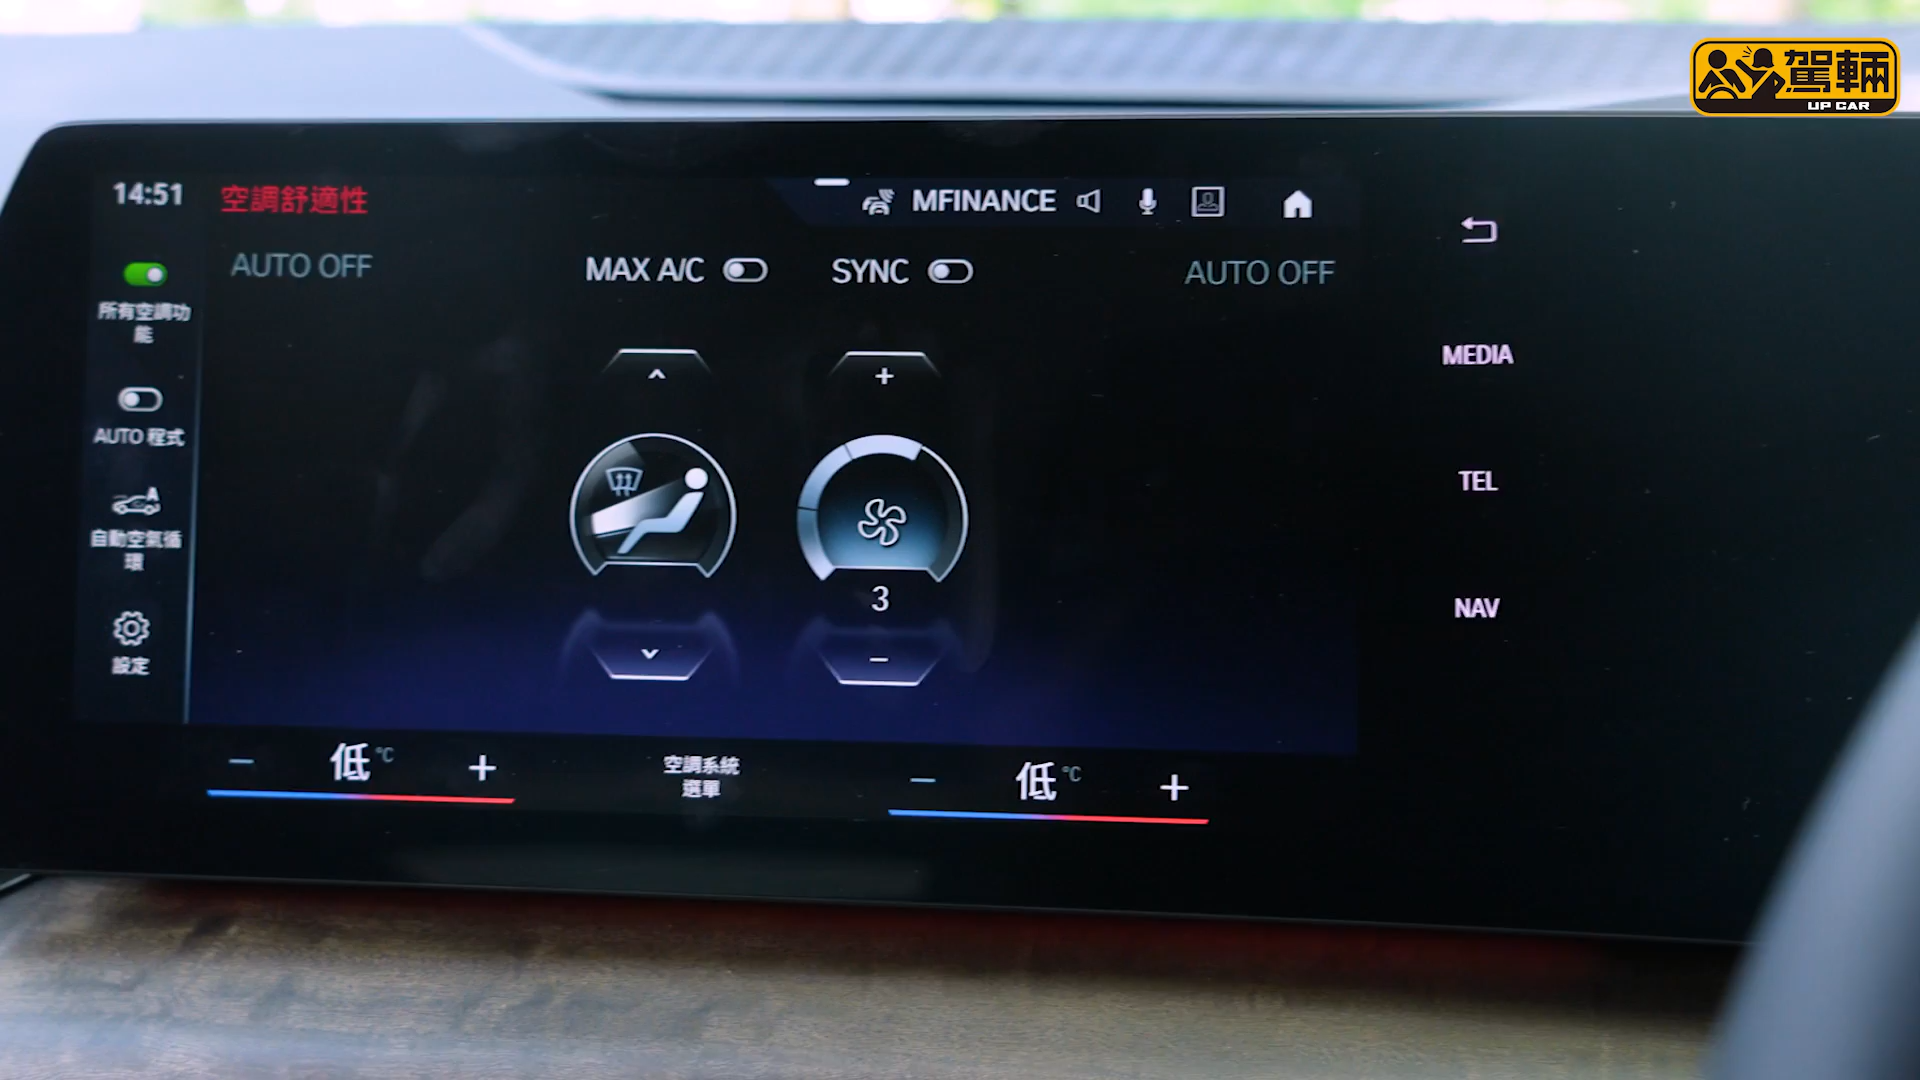 駕輛
UP CAR
14:51
空調舒適性
MFINANCE
AUTO OFF
MAX A/C
SYNC
AUTO OFF
所有空調功
能
MEDIA
AUTO 程式
TEL
A
自動空氣循
環
3
NAV
設定
− 低 °C +
空調系統
選單
− 低 °C +